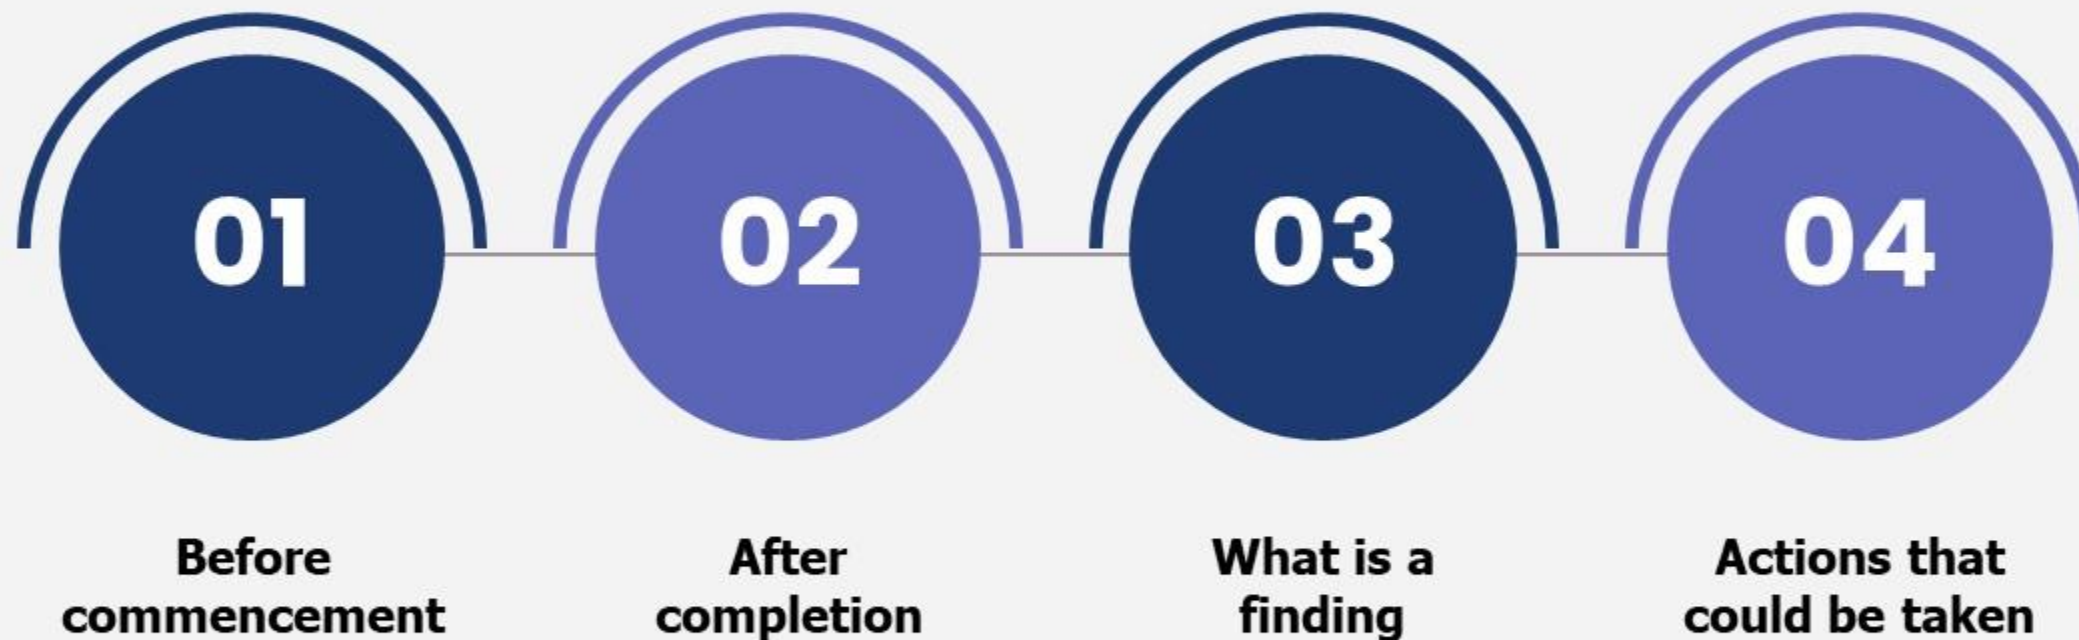 01
02
03
04
Before
commencement
After
completion
What is a
finding
Actions that
could be taken